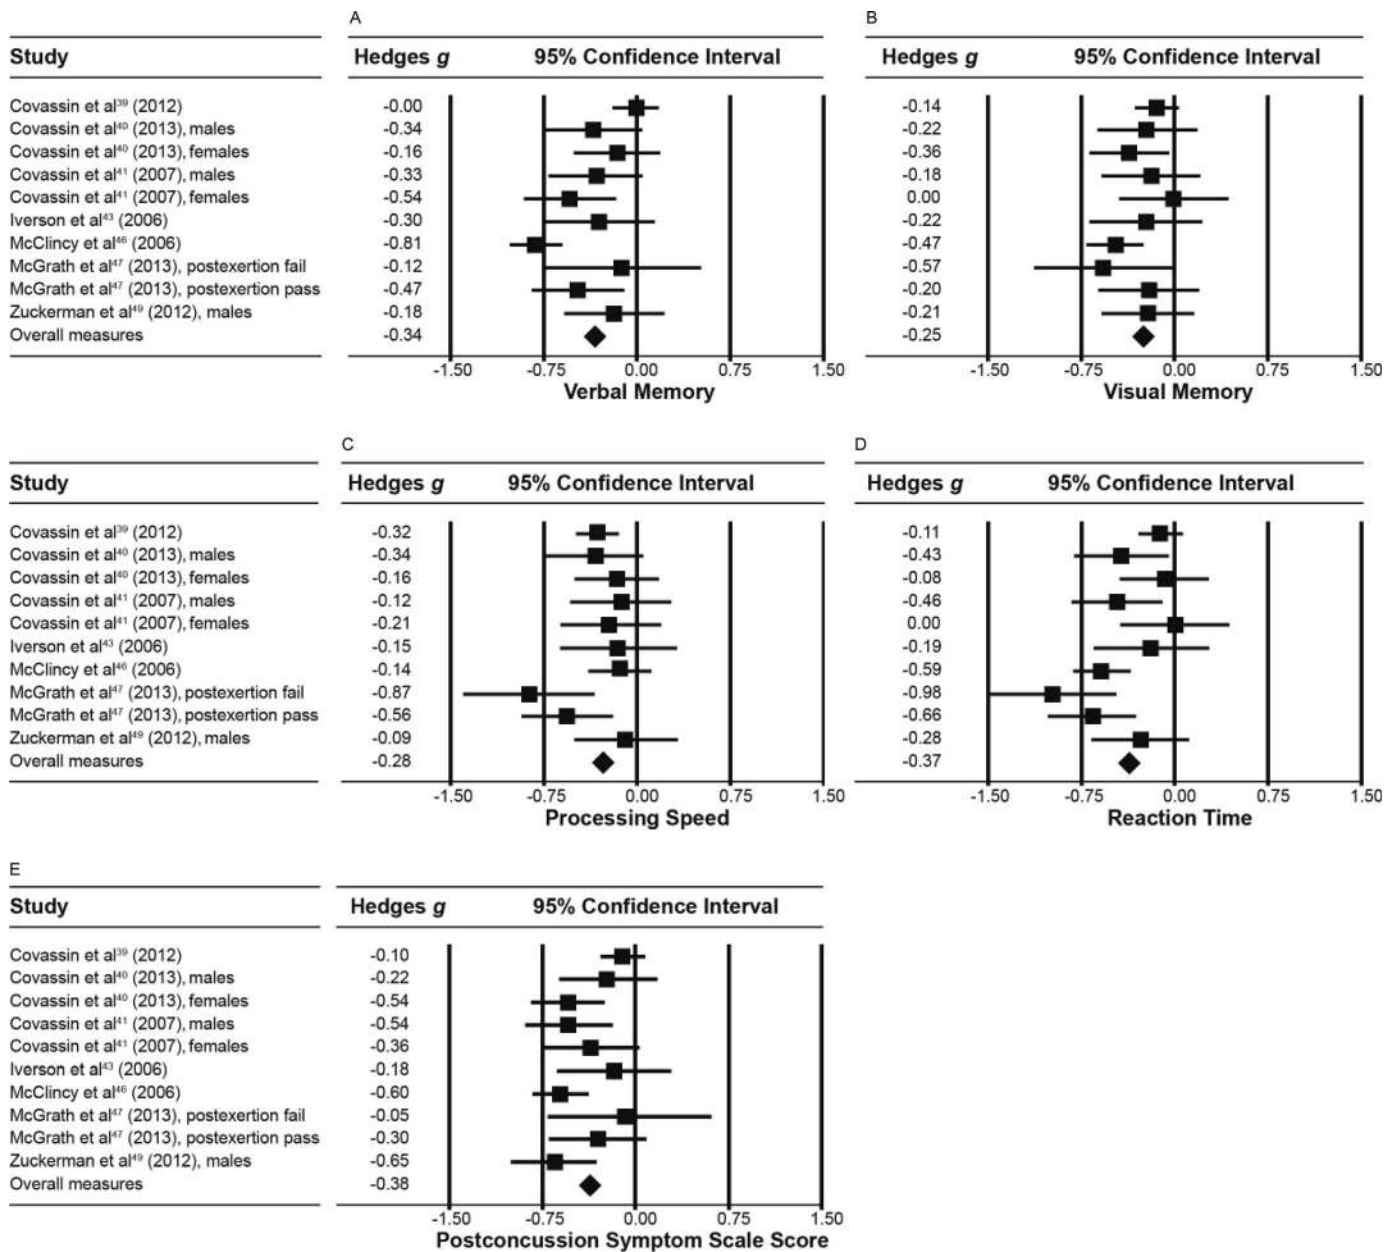 A B
Study Hedges g 95% Confidence Interval Hedges g 95% Confidence Interval
Covassin et al³⁹ (2012) -0.00 -0.14
Covassin et al⁴⁰ (2013), males -0.34 -0.22
Covassin et al⁴⁰ (2013), females -0.16 -0.36
Covassin et al⁴¹ (2007), males -0.33 -0.18
Covassin et al⁴¹ (2007), females -0.54 0.00
Iverson et al⁴³ (2006) -0.30 -0.22
McClincy et al⁴⁶ (2006) -0.81 -0.47
McGrath et al⁴⁷ (2013), postexertion fail -0.12 -0.57
McGrath et al⁴⁷ (2013), postexertion pass -0.47 -0.20
Zuckerman et al⁴⁹ (2012), males -0.18 -0.21
Overall measures -0.34 -0.25
-1.50 -0.75 0.00 0.75 1.50 -1.50 -0.75 0.00 0.75 1.50
Verbal Memory Visual Memory
C D
Study Hedges g 95% Confidence Interval Hedges g 95% Confidence Interval
Covassin et al³⁹ (2012) -0.32 -0.11
Covassin et al⁴⁰ (2013), males -0.34 -0.43
Covassin et al⁴⁰ (2013), females -0.16 -0.08
Covassin et al⁴¹ (2007), males -0.12 -0.46
Covassin et al⁴¹ (2007), females -0.21 0.00
Iverson et al⁴³ (2006) -0.15 -0.19
McClincy et al⁴⁶ (2006) -0.14 -0.59
McGrath et al⁴⁷ (2013), postexertion fail -0.87 -0.98
McGrath et al⁴⁷ (2013), postexertion pass -0.56 -0.66
Zuckerman et al⁴⁹ (2012), males -0.09 -0.28
Overall measures -0.28 -0.37
-1.50 -0.75 0.00 0.75 1.50 -1.50 -0.75 0.00 0.75 1.50
Processing Speed Reaction Time
E
Study Hedges g 95% Confidence Interval
Covassin et al³⁹ (2012) -0.10
Covassin et al⁴⁰ (2013), males -0.22
Covassin et al⁴⁰ (2013), females -0.54
Covassin et al⁴¹ (2007), males -0.54
Covassin et al⁴¹ (2007), females -0.36
Iverson et al⁴³ (2006) -0.18
McClincy et al⁴⁶ (2006) -0.60
McGrath et al⁴⁷ (2013), postexertion fail -0.05
McGrath et al⁴⁷ (2013), postexertion pass -0.30
Zuckerman et al⁴⁹ (2012), males -0.65
Overall measures -0.38
-1.50 -0.75 0.00 0.75 1.50
Postconcussion Symptom Scale Score